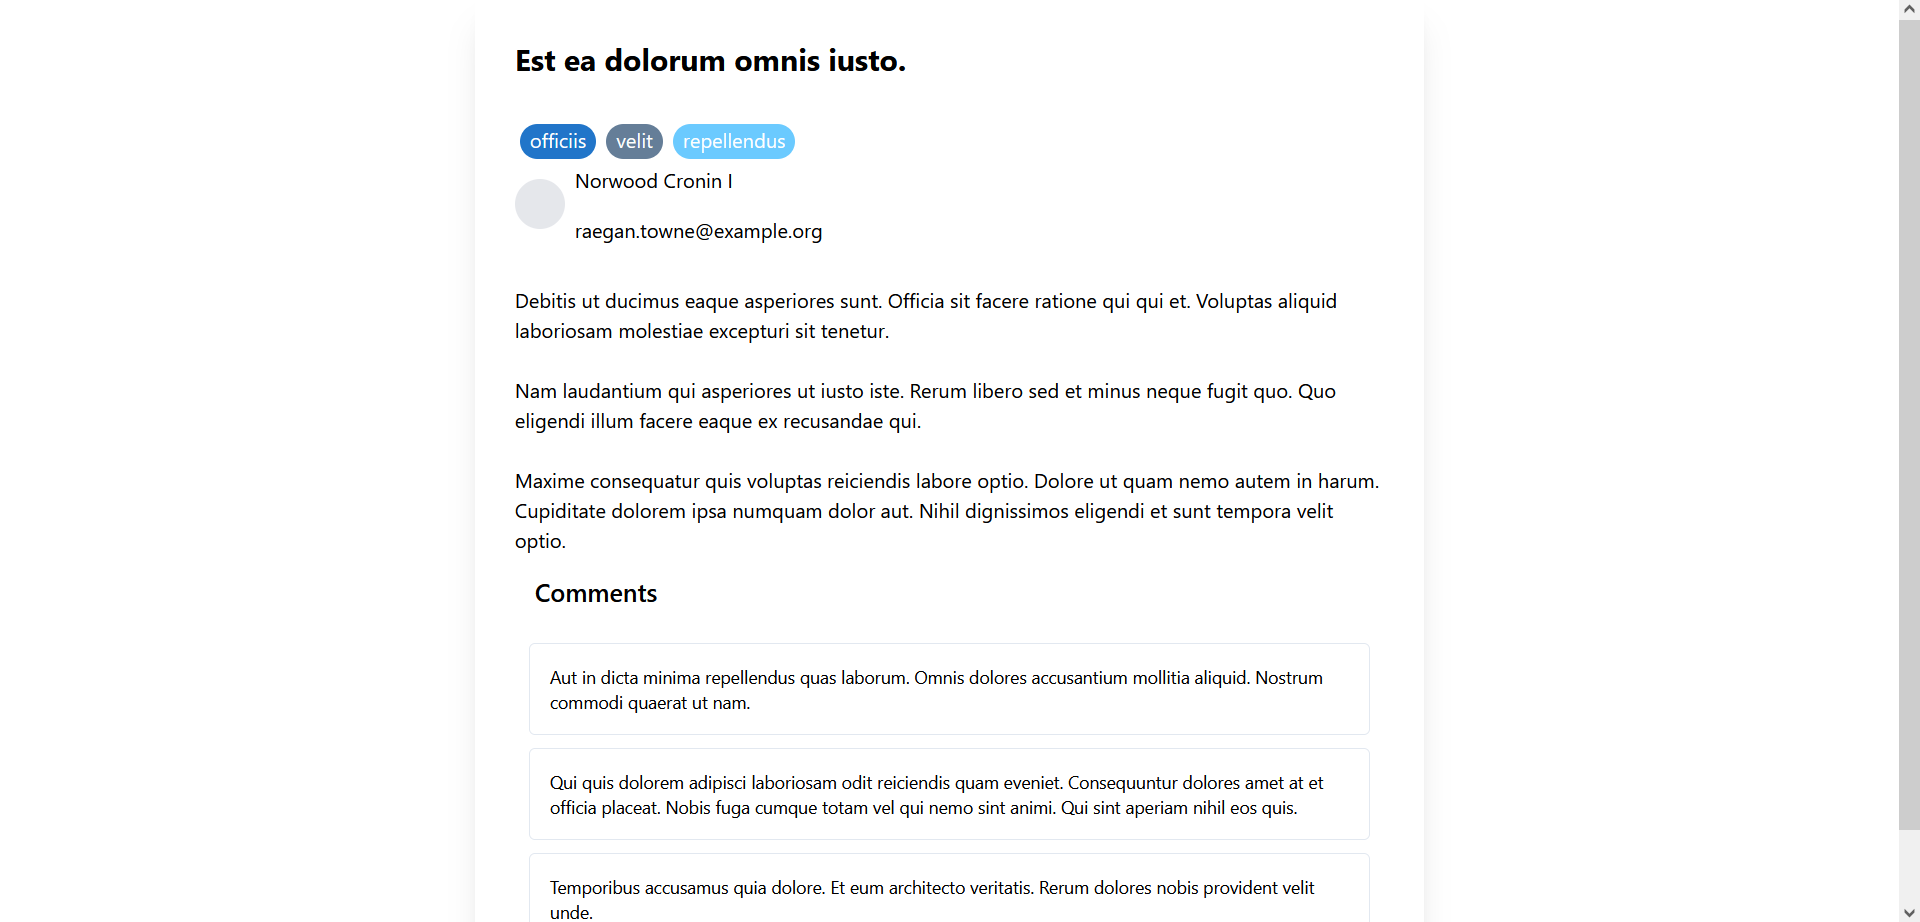 Est ea dolorum omnis iusto.
officiis velit repellendus
Norwood Cronin I
raegan.towne@example.org
Debitis ut ducimus eaque asperiores sunt. Officia sit facere ratione qui qui et. Voluptas aliquid
laboriosam molestiae excepturi sit tenetur.
Nam laudantium qui asperiores ut iusto iste. Rerum libero sed et minus neque fugit quo. Quo
eligendi illum facere eaque ex recusandae qui.
Maxime consequatur quis voluptas reiciendis labore optio. Dolore ut quam nemo autem in harum.
Cupiditate dolorem ipsa numquam dolor aut. Nihil dignissimos eligendi et sunt tempora velit
optio.
Comments
Aut in dicta minima repellendus quas laborum. Omnis dolores accusantium mollitia aliquid. Nostrum
commodi quaerat ut nam.
Qui quis dolorem adipisci laboriosam odit reiciendis quam eveniet. Consequuntur dolores amet at et
officia placeat. Nobis fuga cumque totam vel qui nemo sint animi. Qui sint aperiam nihil eos quis.
Temporibus accusamus quia dolore. Et eum architecto veritatis. Rerum dolores nobis provident velit
unde.